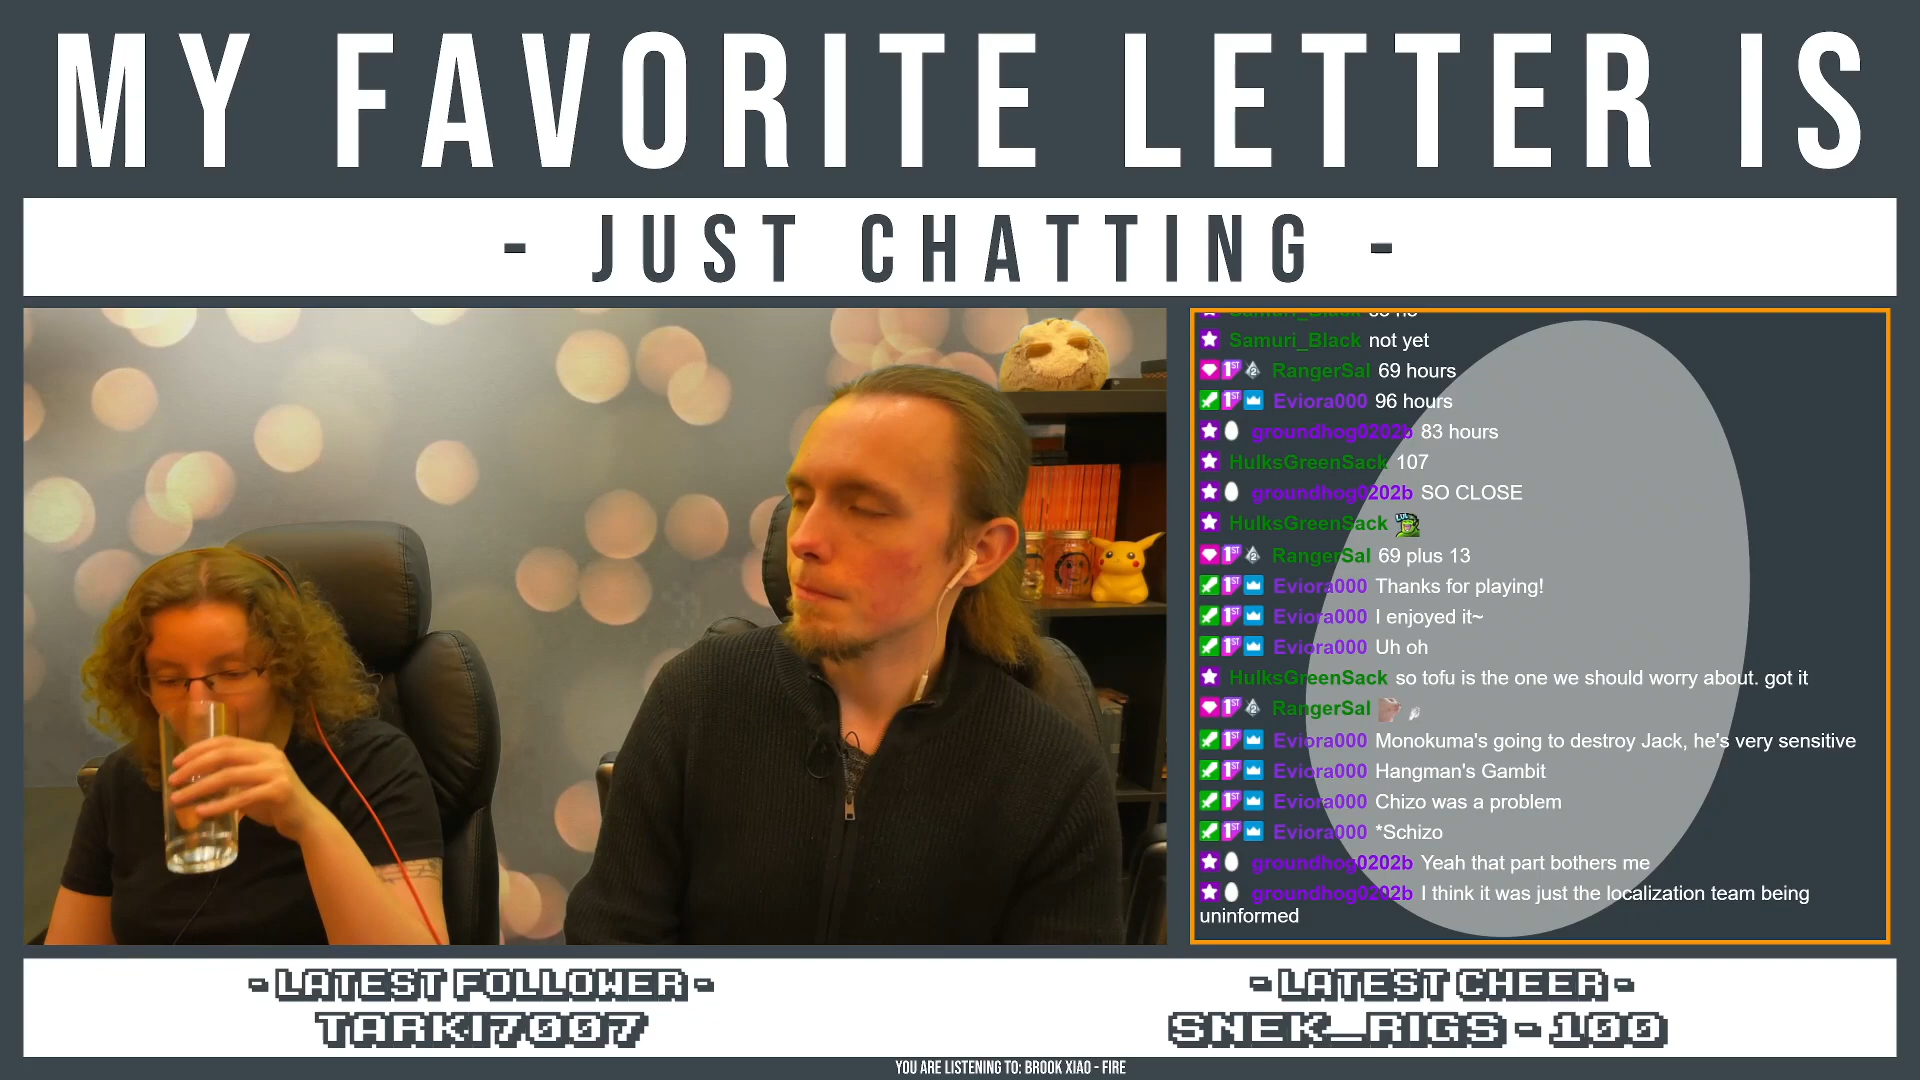 MY FAVORITE LETTER IS
- JUST CHATTING -
Samuri_Black so no
Samuri_Black not yet
RangerSal 69 hours
Eviora000 96 hours
groundhog0202b 83 hours
HulksGreenSack 107
groundhog0202b SO CLOSE
HulksGreenSack
RangerSal 69 plus 13
Eviora000 Thanks for playing!
Eviora000 I enjoyed it~
Eviora000 Uh oh
HulksGreenSack so tofu is the one we should worry about. got it
RangerSal
Eviora000 Monokuma's going to destroy Jack, he's very sensitive
Eviora000 Hangman's Gambit
Eviora000 Chizo was a problem
Eviora000 *Schizo
groundhog0202b Yeah that part bothers me
groundhog0202b I think it was just the localization team being
uninformed
- LATEST FOLLOWER -
TARKI7007
- LATEST CHEER -
SNEK_RIGS - 100
YOU ARE LISTENING TO: BROOK XIAO - FIRE